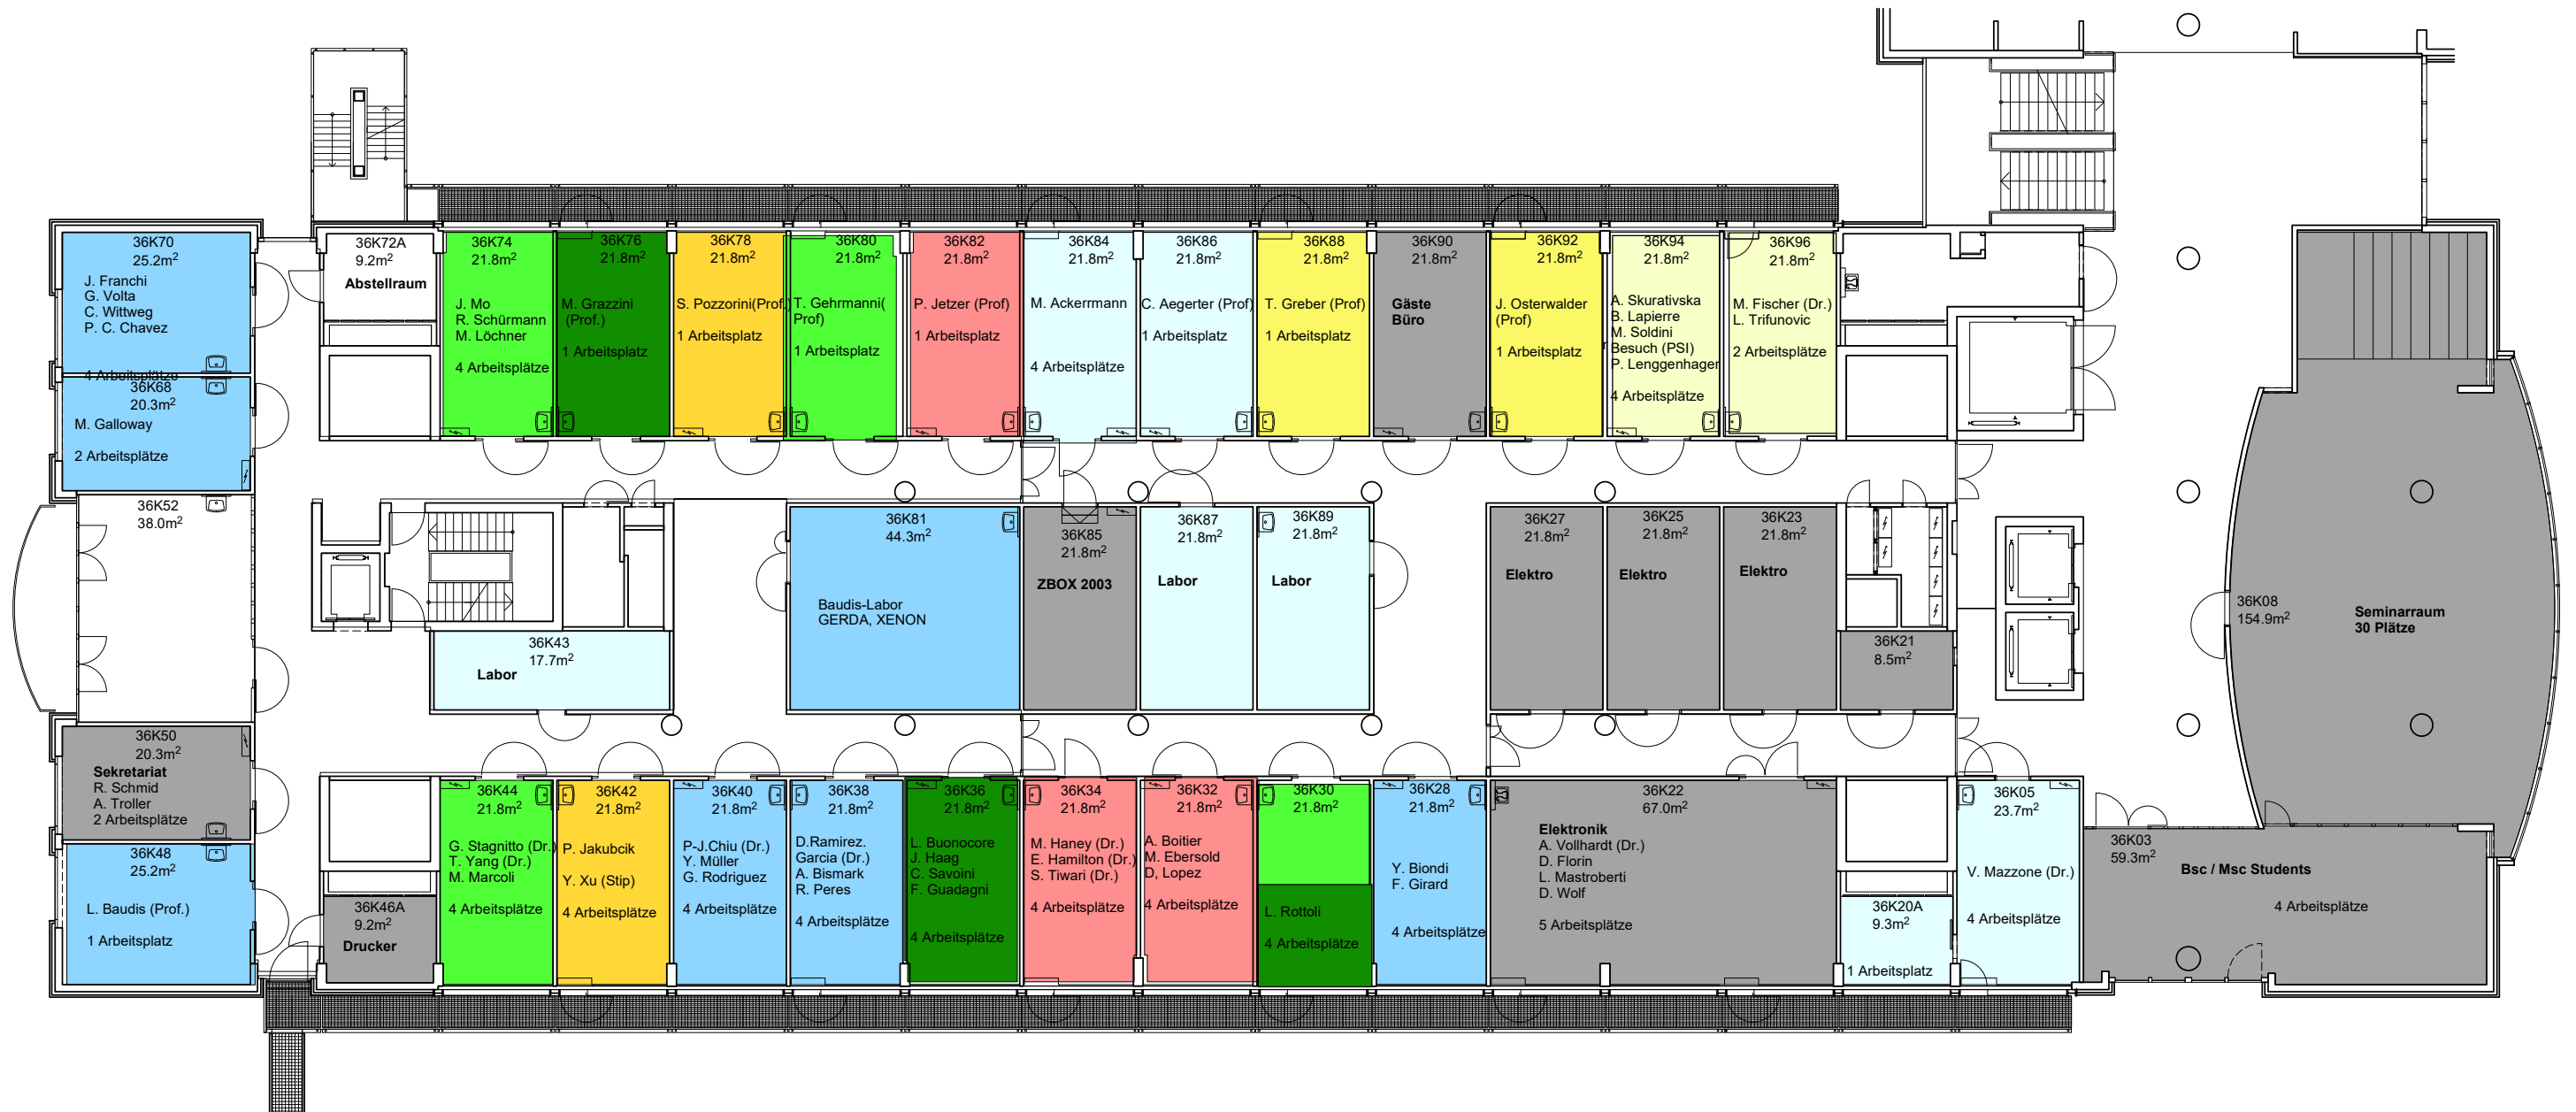 36K70
25.2m²
J. Franchi
G. Volta
C. Wittweg
P. C. Chavez
4 Arbeitsplätze
36K68
20.3m²
M. Galloway
2 Arbeitsplätze
36K52
38.0m²
36K50
20.3m²
Sekretariat
R. Schmid
A. Troller
2 Arbeitsplätze
36K48
25.2m²
L. Baudis (Prof.)
1 Arbeitsplatz
36K72A
9.2m²
Abstellraum
36K74
21.8m²
J. Mo
R. Schürmann
M. Löchner
4 Arbeitsplätze
36K76
21.8m²
M. Grazzini
(Prof.)
1 Arbeitsplatz
36K78
21.8m²
S. Pozzorini(Prof.)
1 Arbeitsplatz
36K80
21.8m²
T. Gehrmanni(
Prof)
1 Arbeitsplatz
36K82
21.8m²
P. Jetzer (Prof)
1 Arbeitsplatz
36K84
21.8m²
M. Ackerrmann
4 Arbeitsplätze
36K86
21.8m²
C. Aegerter (Prof)
1 Arbeitsplatz
36K88
21.8m²
T. Greber (Prof)
1 Arbeitsplatz
36K90
21.8m²
Gäste
Büro
36K92
21.8m²
J. Osterwalder
(Prof)
1 Arbeitsplatz
r
36K94
21.8m²
A. Skurativska
B. Lapierre
M. Soldini
Besuch (PSI)
P. Lenggenhager
4 Arbeitsplätze
36K96
21.8m²
M. Fischer (Dr.)
L. Trifunovic
2 Arbeitsplätze
36K43
17.7m²
Labor
36K81
44.3m²
Baudis-Labor
GERDA, XENON
36K85
21.8m²
ZBOX 2003
36K87
21.8m²
Labor
36K89
21.8m²
Labor
36K27
21.8m²
Elektro
36K25
21.8m²
Elektro
36K23
21.8m²
Elektro
36K21
8.5m²
36K08
154.9m²
Seminarraum
30 Plätze
36K46A
9.2m²
Drucker
36K44
21.8m²
G. Stagnitto (Dr.)
T. Yang (Dr.)
M. Marcoli
4 Arbeitsplätze
36K42
21.8m²
P. Jakubcik
Y. Xu (Stip)
4 Arbeitsplätze
36K40
21.8m²
P-J.Chiu (Dr.)
Y. Müller
G. Rodriguez
4 Arbeitsplätze
36K38
21.8m²
D.Ramirez.
Garcia (Dr.)
A. Bismark
R. Peres
4 Arbeitsplätze
36K36
21.8m²
L. Buonocore
J. Haag
C. Savoini
F. Guadagni
4 Arbeitsplätze
36K34
21.8m²
M. Haney (Dr.)
E. Hamilton (Dr.)
S. Tiwari (Dr.)
4 Arbeitsplätze
36K32
21.8m²
A. Boitier
M. Ebersold
D, Lopez
4 Arbeitsplätze
36K30
21.8m²
L. Rottoli
4 Arbeitsplätze
36K28
21.8m²
Y. Biondi
F. Girard
4 Arbeitsplätze
36K22
67.0m²
Elektronik
A. Vollhardt (Dr.)
D. Florin
L. Mastroberti
D. Wolf
5 Arbeitsplätze
36K20A
9.3m²
1 Arbeitsplatz
36K05
23.7m²
V. Mazzone (Dr.)
4 Arbeitsplätze
36K03
59.3m²
Bsc / Msc Students
4 Arbeitsplätze